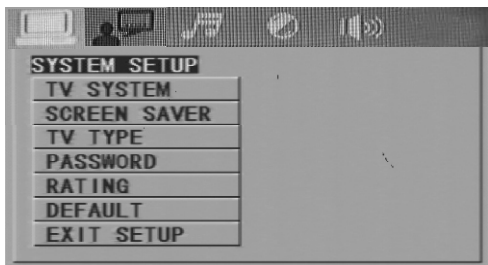 SYSTEM SETUP
TV SYSTEM
SCREEN SAVER
TV TYPE
PASSWORD
RATING
DEFAULT
EXIT SETUP